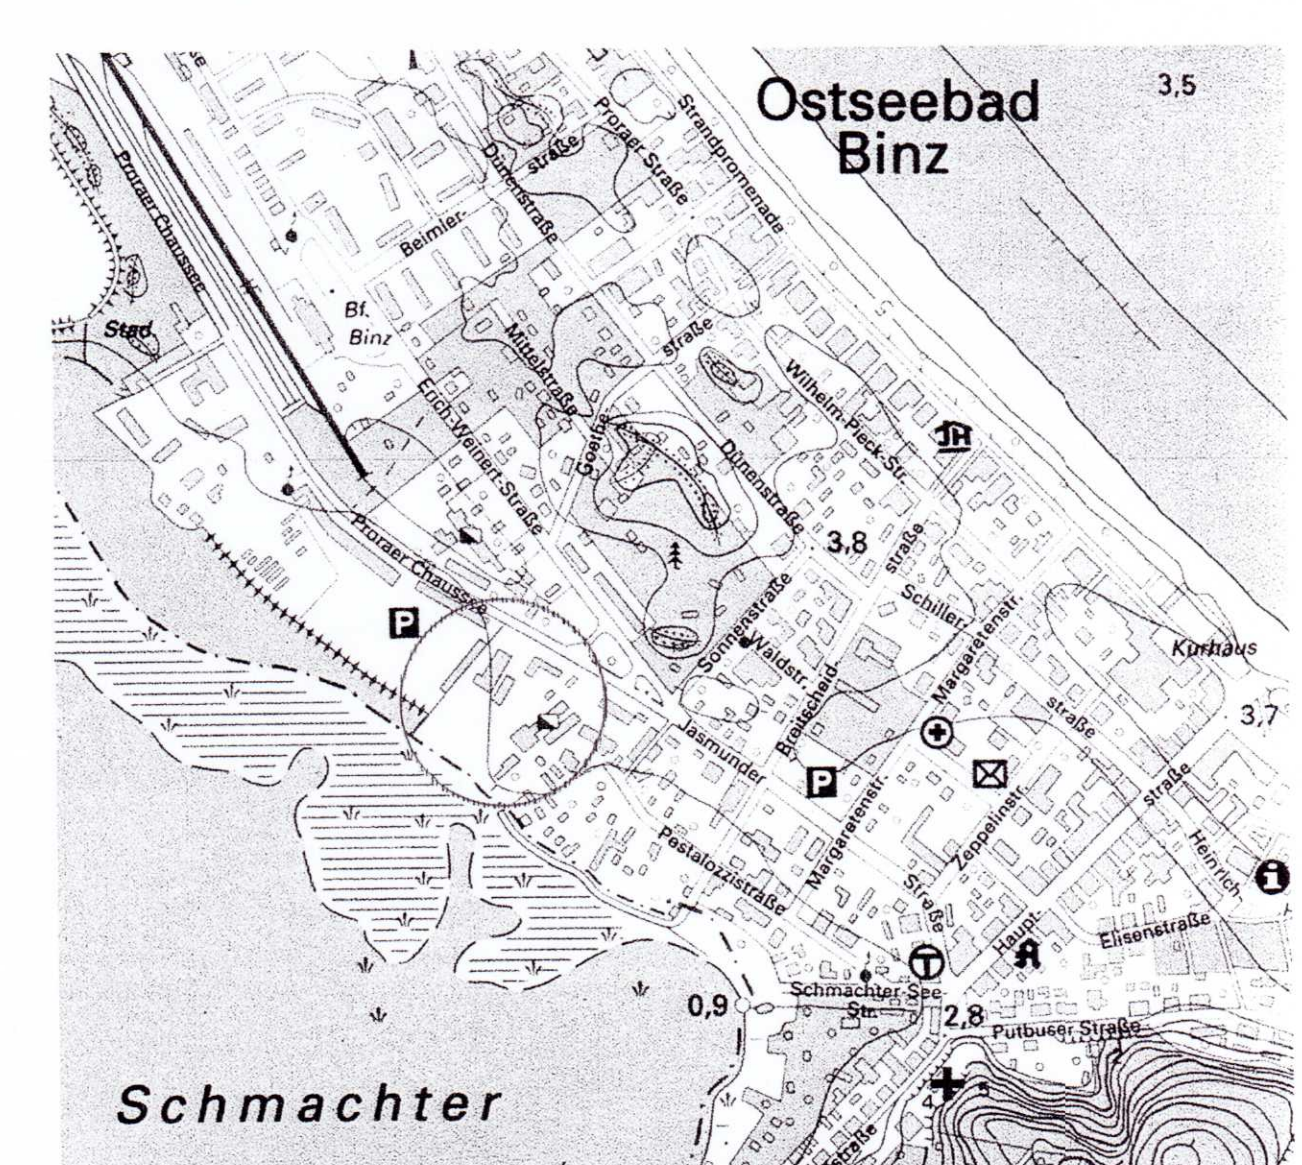 Ostseebad
Binz
3,5
Proraer Chaussee
straße
Dünenstraße
Proraer-Straße
Strandpromenade
Beimler-
Bf.
Binz
Stad.
Mittelstraße
straße
Erich-Weinert-Straße
Goethe
Wilhelm-Pieck-Str.
JH
Dünenstraße
3,8
straße
Proraer Chaussee
P
Sonnenstraße
Waldstr.
Schiller-
Margaretenstr.
Kurhaus
straße
3,7
Breitscheid
Jasmunder
P
straße
Margaretenstr.
Zeppelinstr.
Heinrich-
i
Pestalozzistraße
Straße
Haupt-
Elisenstraße
T
Schmachter-See-
Str.
0,9
2,8
Putbuser Straße
Schmachter
straße